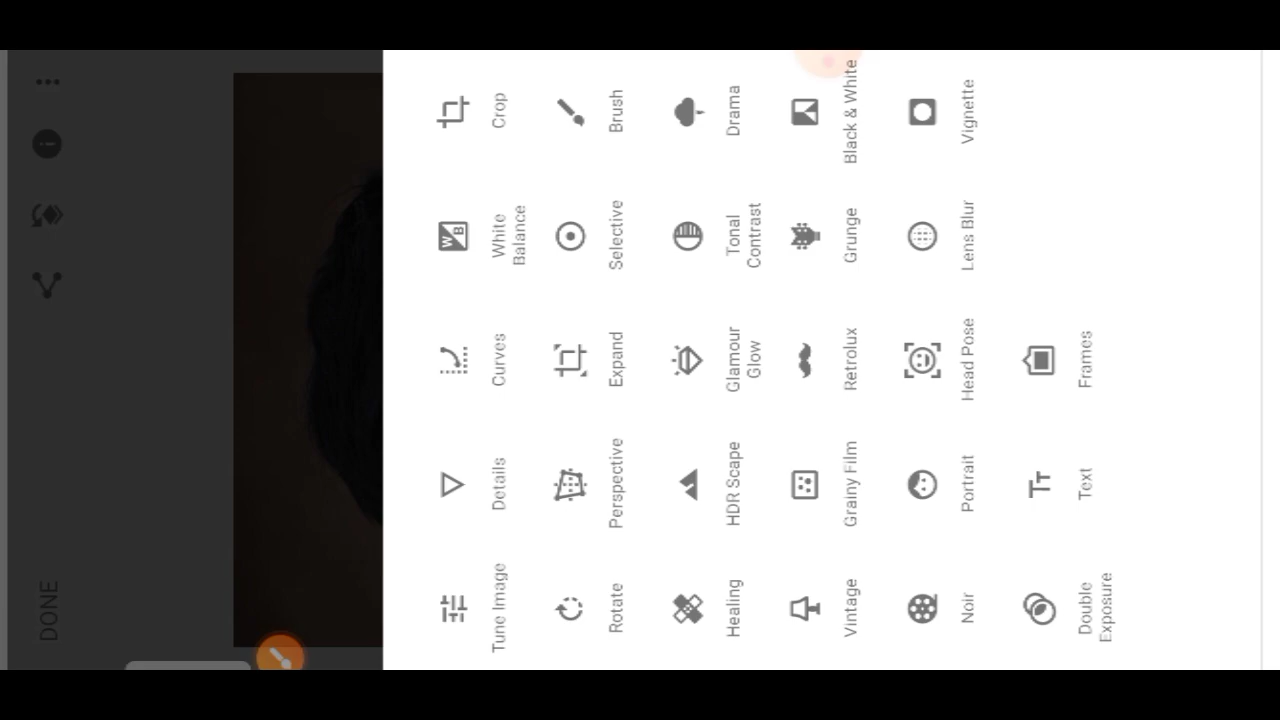 DONE
Tune Image
Details
Curves
White
Balance
Crop
Rotate
Perspective
Expand
Selective
Brush
Healing
HDR Scape
Glamour
Glow
Tonal
Contrast
Drama
Vintage
Grainy Film
Retrolux
Grunge
Black & White
Noir
Portrait
Head Pose
Lens Blur
Vignette
Double
Exposure
Text
Frames